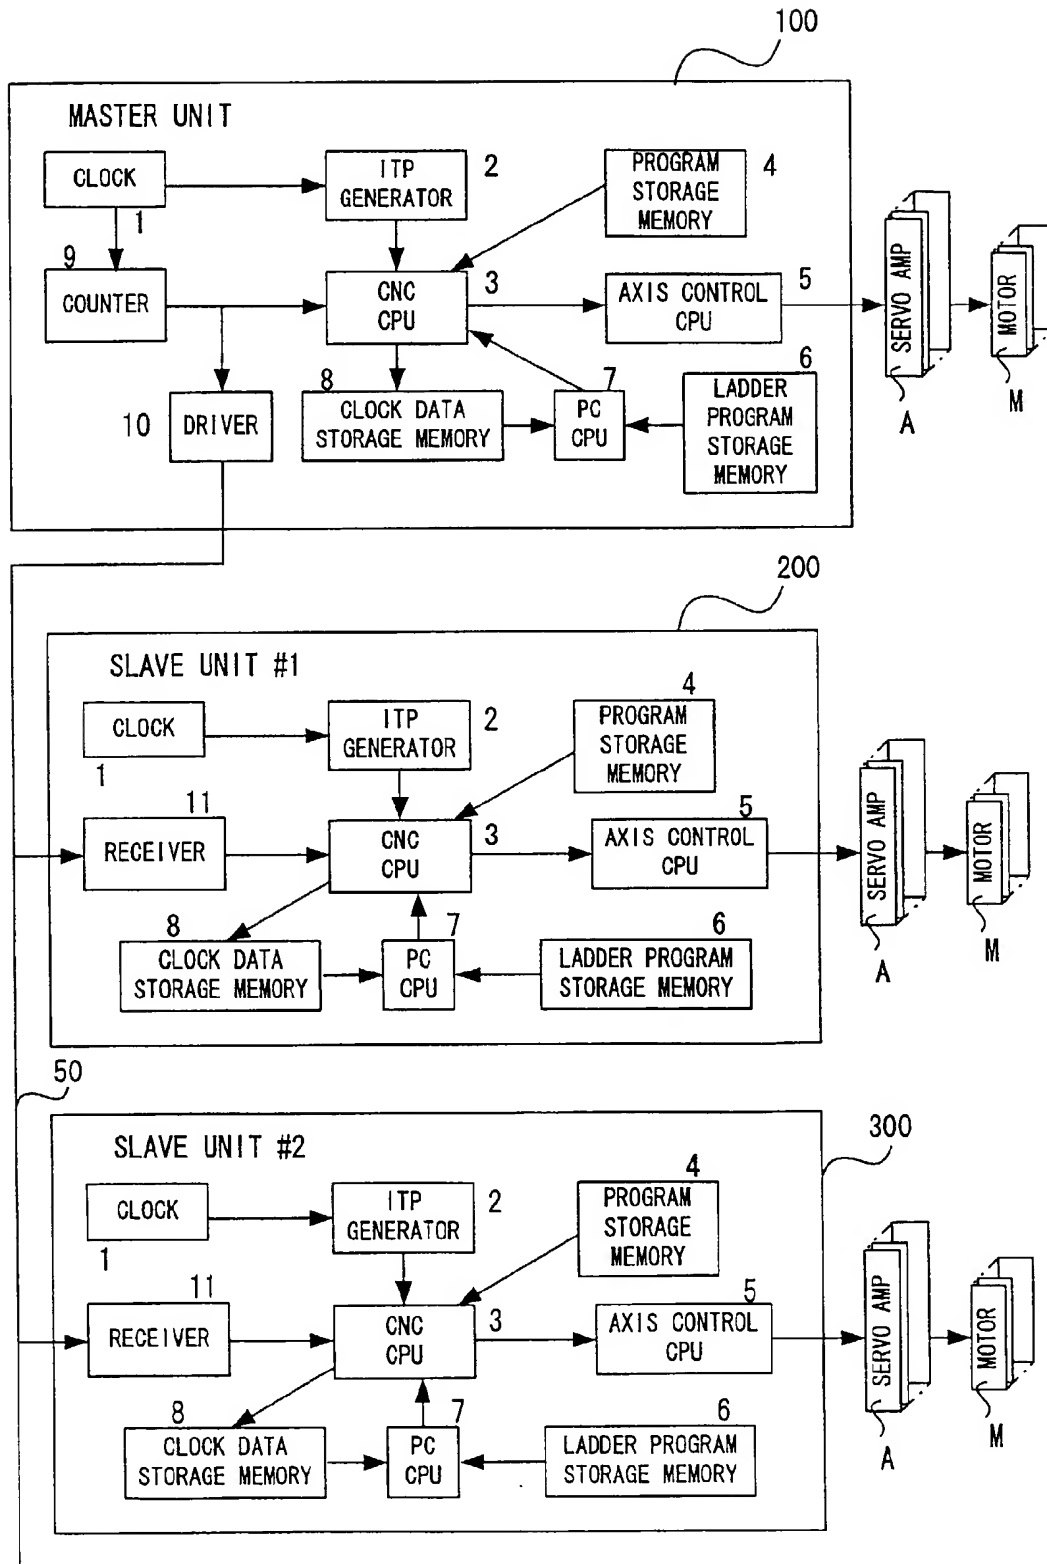 100
MASTER UNIT
CLOCK
1
ITP
GENERATOR
2
PROGRAM
STORAGE
MEMORY
4
9
COUNTER
CNC
CPU
3
AXIS CONTROL
CPU
5
SERVO AMP
A
MOTOR
M
10
DRIVER
8
CLOCK DATA
STORAGE MEMORY
7
PC
CPU
6
LADDER
PROGRAM
STORAGE
MEMORY
200
SLAVE UNIT #1
CLOCK
1
ITP
GENERATOR
2
4
PROGRAM
STORAGE
MEMORY
11
RECEIVER
CNC
CPU
3
5
AXIS CONTROL
CPU
SERVO AMP
A
MOTOR
M
8
CLOCK DATA
STORAGE MEMORY
7
PC
CPU
6
LADDER PROGRAM
STORAGE MEMORY
50
300
SLAVE UNIT #2
CLOCK
1
ITP
GENERATOR
2
4
PROGRAM
STORAGE
MEMORY
11
RECEIVER
CNC
CPU
3
5
AXIS CONTROL
CPU
SERVO AMP
A
MOTOR
M
8
CLOCK DATA
STORAGE MEMORY
7
PC
CPU
6
LADDER PROGRAM
STORAGE MEMORY